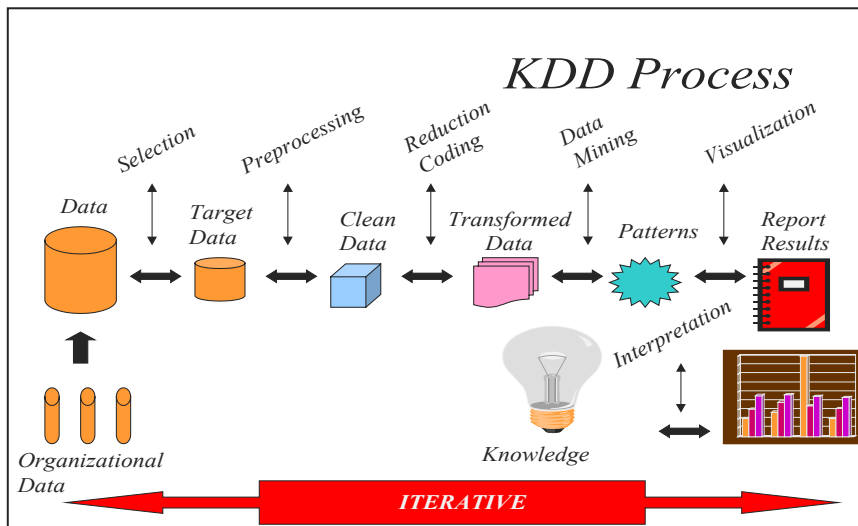 KDD Process
Selection
Preprocessing
Reduction
Coding
Data
Mining
Visualization
Data
Target
Data
Clean
Data
Transformed
Data
Patterns
Report
Results
Interpretation
Organizational
Data
Knowledge
ITERATIVE